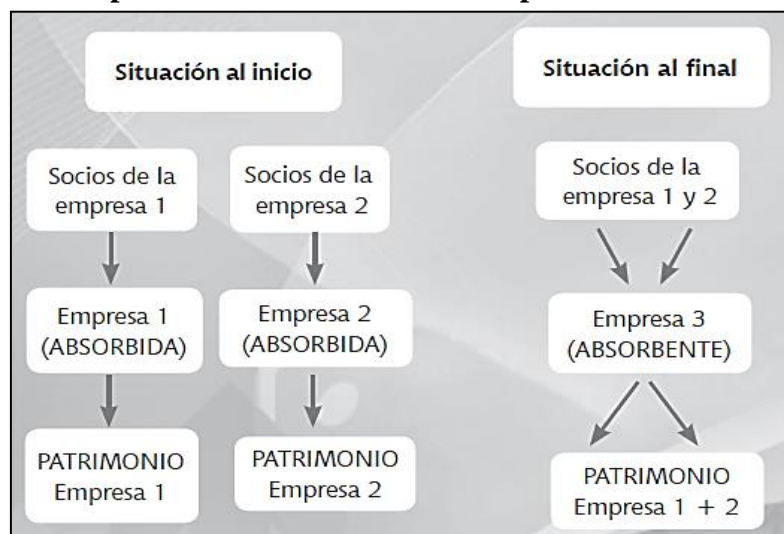 Situación al inicio
Situación al final
Socios de la
empresa 1
Socios de la
empresa 2
Socios de la
empresa 1 y 2
Empresa 1
(ABSORBIDA)
Empresa 2
(ABSORBIDA)
Empresa 3
(ABSORBENTE)
PATRIMONIO
Empresa 1
PATRIMONIO
Empresa 2
PATRIMONIO
Empresa 1 + 2